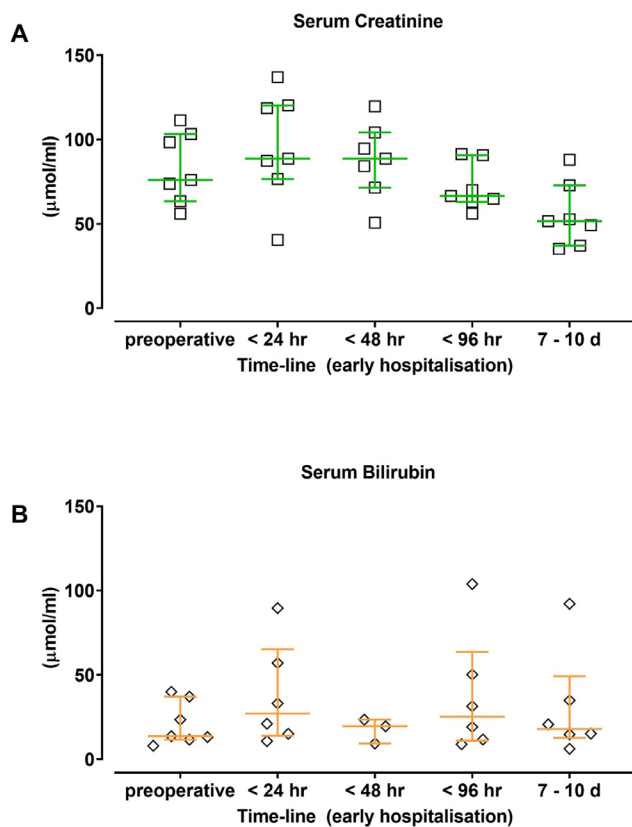 Serum Creatinine
A
(μmol/ml)
150
100
50
0
preoperative < 24 hr < 48 hr < 96 hr 7 - 10 d
Time-line (early hospitalisation)
Serum Bilirubin
B
(μmol/ml)
150
100
50
0
preoperative < 24 hr < 48 hr < 96 hr 7 - 10 d
Time-line (early hospitalisation)